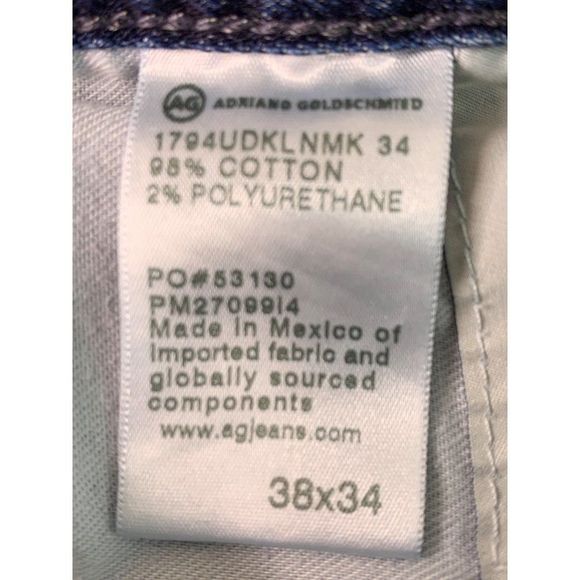 AG ADRIANO GOLDSCHMIED
1794UDKLNMK 34
98% COTTON
2% POLYURETHANE
PO#53130
PM2709914
Made in Mexico of
imported fabric and
globally sourced
components
www.agjeans.com
38x34